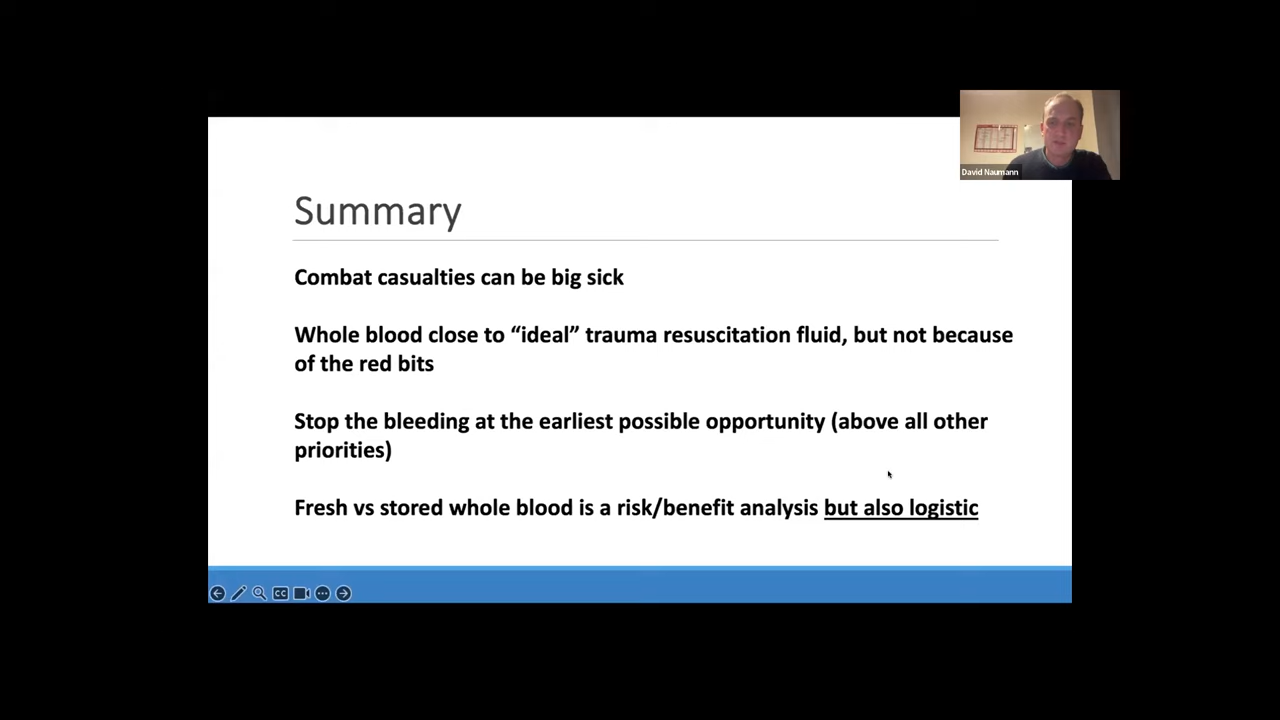 David Naumann
Summary
Combat casualties can be big sick
Whole blood close to “ideal” trauma resuscitation fluid, but not because
of the red bits
Stop the bleeding at the earliest possible opportunity (above all other
priorities)
Fresh vs stored whole blood is a risk/benefit analysis but also logistic
CC